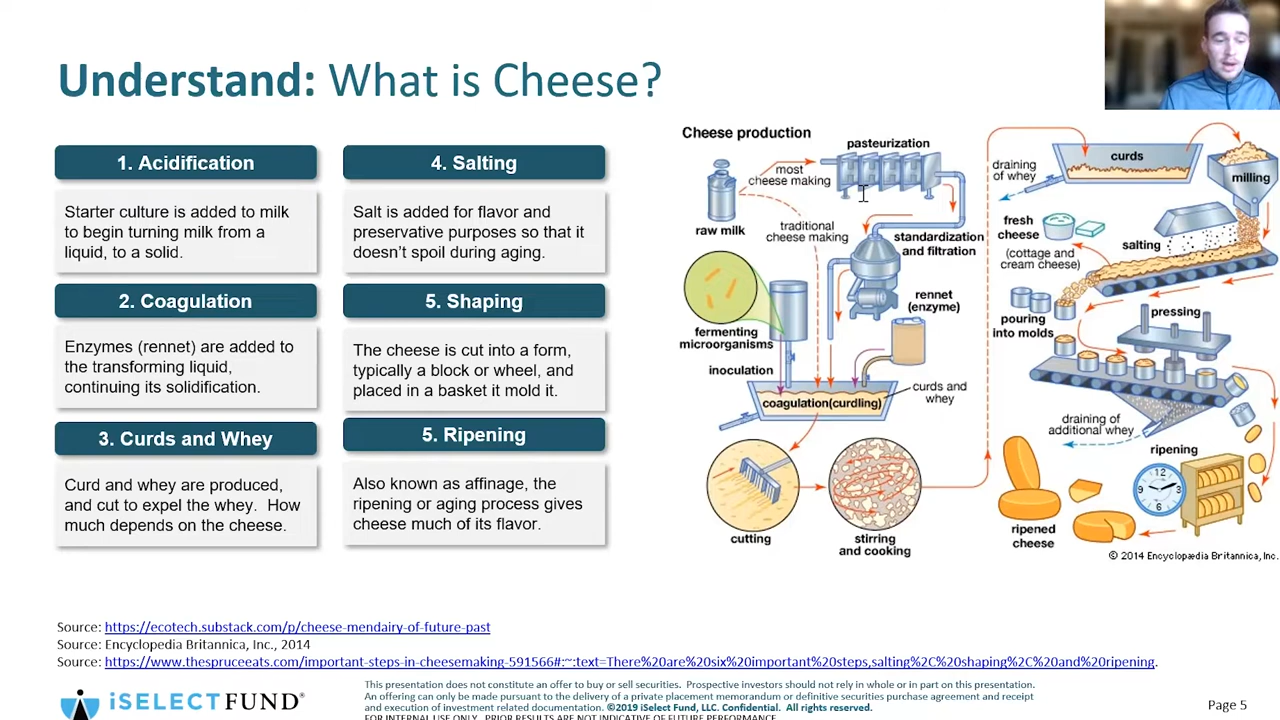 Understand: What is Cheese?
1. Acidification
Starter culture is added to milk
to begin turning milk from a
liquid, to a solid.
2. Coagulation
Enzymes (rennet) are added to
the transforming liquid,
continuing its solidification.
3. Curds and Whey
Curd and whey are produced,
and cut to expel the whey. How
much depends on the cheese.
4. Salting
Salt is added for flavor and
preservative purposes so that it
doesn't spoil during aging.
5. Shaping
The cheese is cut into a form,
typically a block or wheel, and
placed in a basket it mold it.
5. Ripening
Also known as affinage, the
ripening or aging process gives
cheese much of its flavor.
Cheese production
raw milk
most
cheese making
traditional
cheese making
pasteurization
standardization
and filtration
fermenting
microorganisms
inoculation
rennet
(enzyme)
coagulation(curdling)
curds and
whey
cutting
stirring
and cooking
draining
of whey
curds
milling
salting
fresh
cheese
(cottage and
cream cheese)
pouring
into molds
pressing
draining of
additional whey
ripening
12
3
6
9
ripened
cheese
© 2014 Encyclopædia Britannica, Inc.
Source: https://ecotech.substack.com/p/cheese-mendairy-of-future-past
Source: Encyclopedia Britannica, Inc., 2014
Source: https://www.thespruceeats.com/important-steps-in-cheesemaking-591566#:~:text=There%20are%20six%20important%20steps,salting%2C%20shaping%2C%20and%20ripening.
iSELECTFUND®
This presentation does not constitute an offer to buy or sell securities. Prospective investors should not rely in whole or in part on this presentation.
An offering can only be made pursuant to the delivery of a private placement memorandum or definitive securities purchase agreement and receipt
and execution of investment related documentation. ©2019 iSelect Fund, LLC. Confidential. All rights reserved.
FOR INTERNAL USE ONLY. PRIOR RESULTS ARE NOT INDICATIVE OF FUTURE PERFORMANCE
Page 5